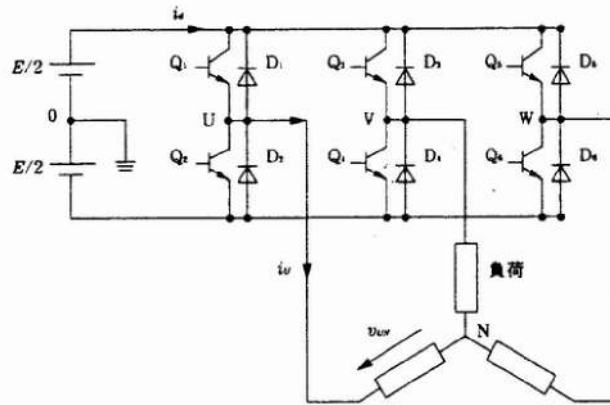 i_d
E/2
0
E/2
Q₁
D₁
Q₃
D₃
Q₅
D₅
U
V
W
Q₂
D₂
Q₄
D₄
Q₆
D₆
i_U
負荷
v_UN
N